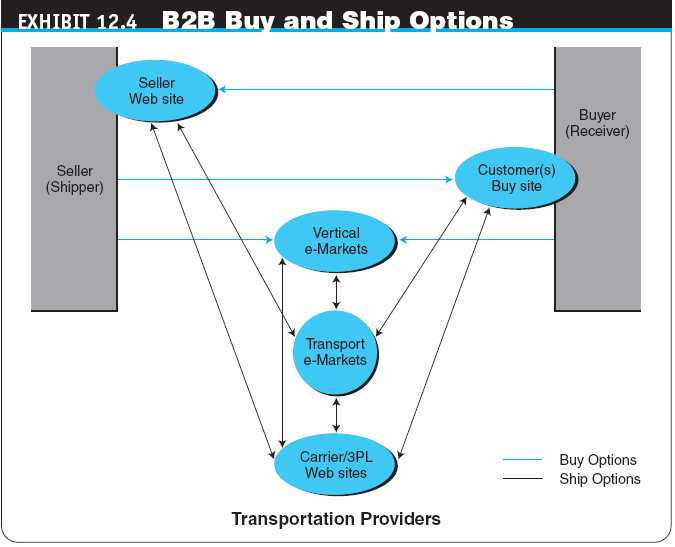 EXHIBIT 12.4 B2B Buy and Ship Options
Seller
Web site
Buyer
(Receiver)
Seller
(Shipper)
Customer(s)
Buy site
Vertical
e-Markets
Transport
e-Markets
Carrier/3PL
Web sites
Buy Options
Ship Options
Transportation Providers